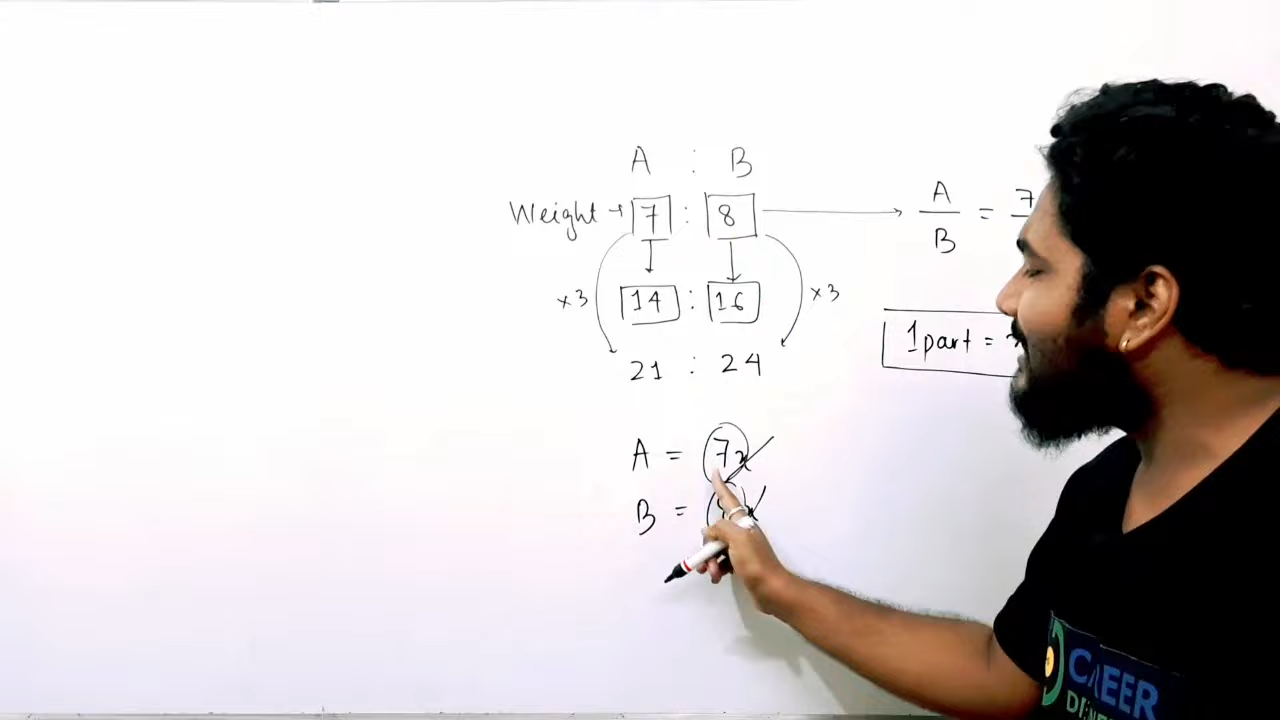 A : B
Weight → 7 : 8
A/B = 7
×3 14 : 16 ×3
1 part =
21 : 24
A = 7x
B =
CAREER